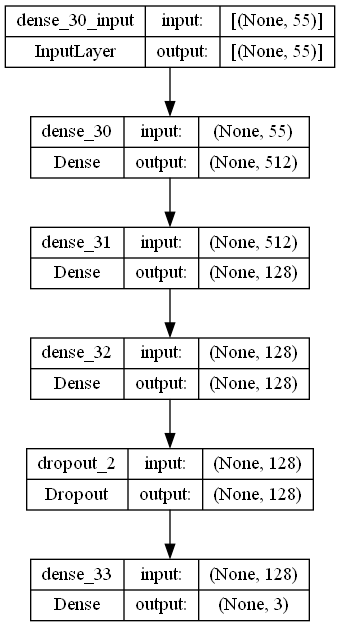 dense_30_input input: [(None, 55)]
InputLayer output: [(None, 55)]
dense_30 input: (None, 55)
Dense output: (None, 512)
dense_31 input: (None, 512)
Dense output: (None, 128)
dense_32 input: (None, 128)
Dense output: (None, 128)
dropout_2 input: (None, 128)
Dropout output: (None, 128)
dense_33 input: (None, 128)
Dense output: (None, 3)